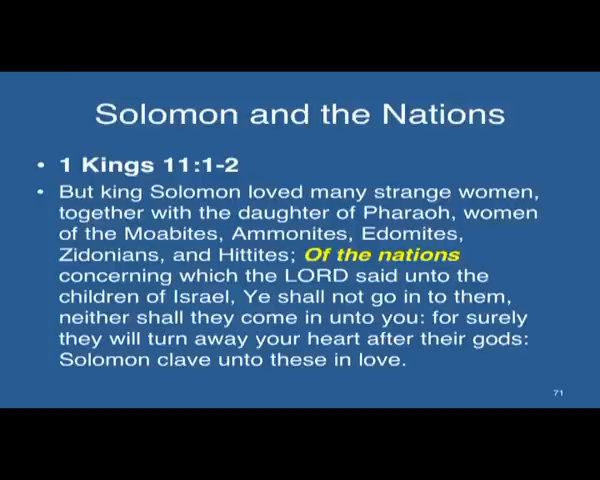 Solomon and the Nations
• 1 Kings 11:1-2
• But king Solomon loved many strange women,
together with the daughter of Pharaoh, women
of the Moabites, Ammonites, Edomites,
Zidonians, and Hittites; Of the nations
concerning which the LORD said unto the
children of Israel, Ye shall not go in to them,
neither shall they come in unto you: for surely
they will turn away your heart after their gods:
Solomon clave unto these in love.
71